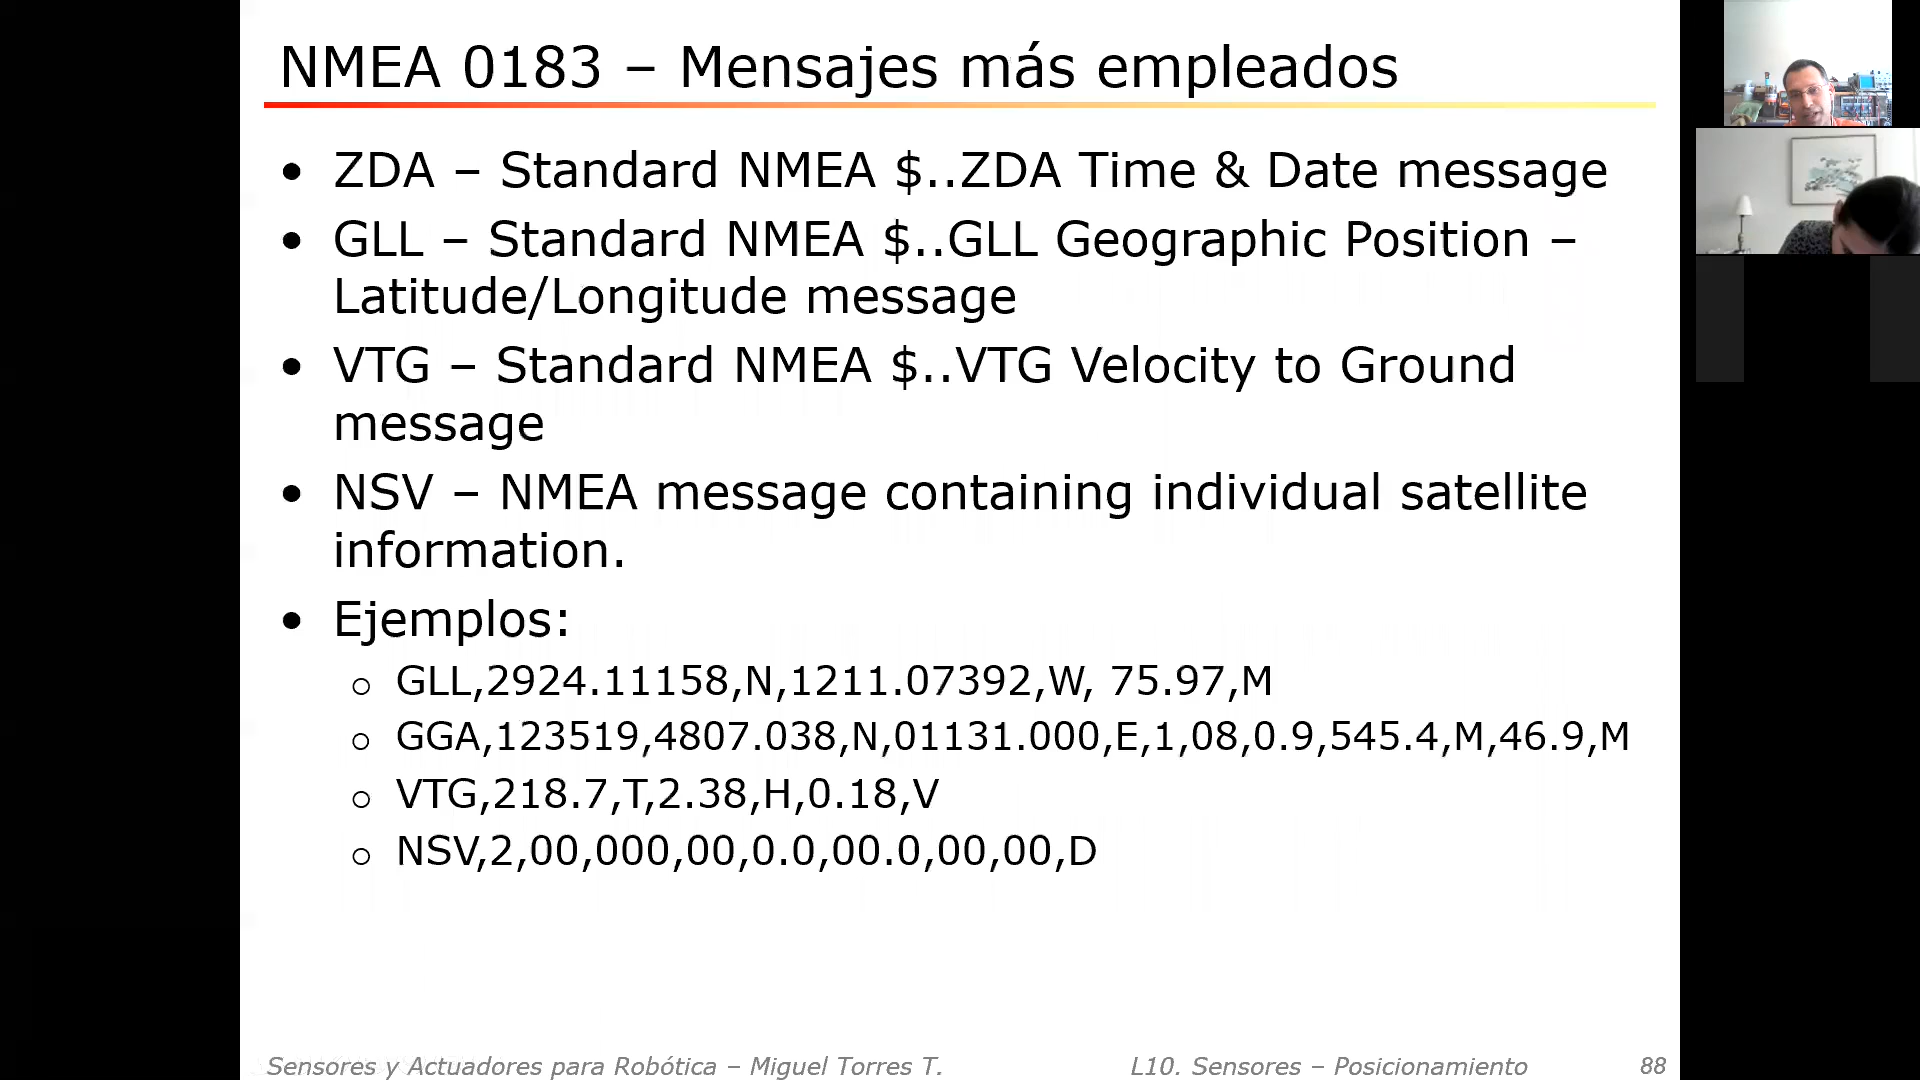 NMEA 0183 – Mensajes más empleados
• ZDA – Standard NMEA $..ZDA Time & Date message
• GLL – Standard NMEA $..GLL Geographic Position –
Latitude/Longitude message
• VTG – Standard NMEA $..VTG Velocity to Ground
message
• NSV – NMEA message containing individual satellite
information.
• Ejemplos:
○ GLL,2924.11158,N,1211.07392,W, 75.97,M
○ GGA,123519,4807.038,N,01131.000,E,1,08,0.9,545.4,M,46.9,M
○ VTG,218.7,T,2.38,H,0.18,V
○ NSV,2,00,000,00,0.0,00.0,00,00,D
Sensores y Actuadores para Robótica – Miguel Torres T. L10. Sensores – Posicionamiento 88